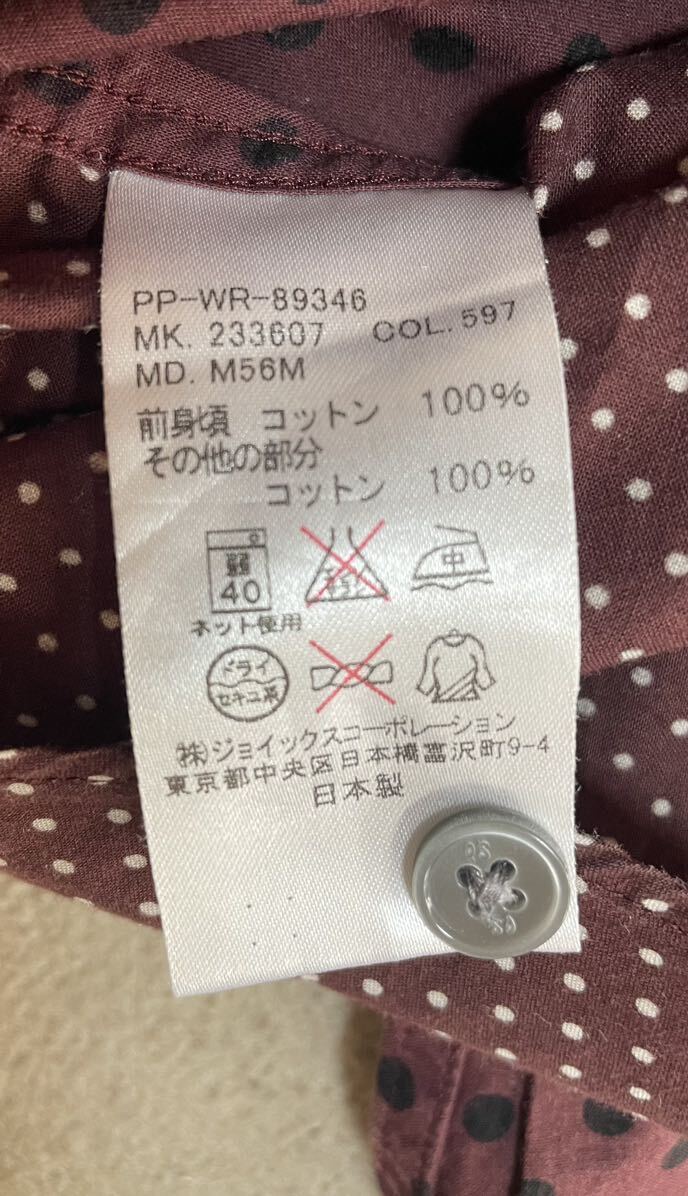 PP-WR-89346
MK. 233607 COL. 597
MD. M56M
前身頃 コットン 100%
その他の部分
コットン 100%
弱
40
中
ネット使用
ドライ
セキユ系
㈱ジョイックスコーポレーション
東京都中央区日本橋富沢町9-4
日本製